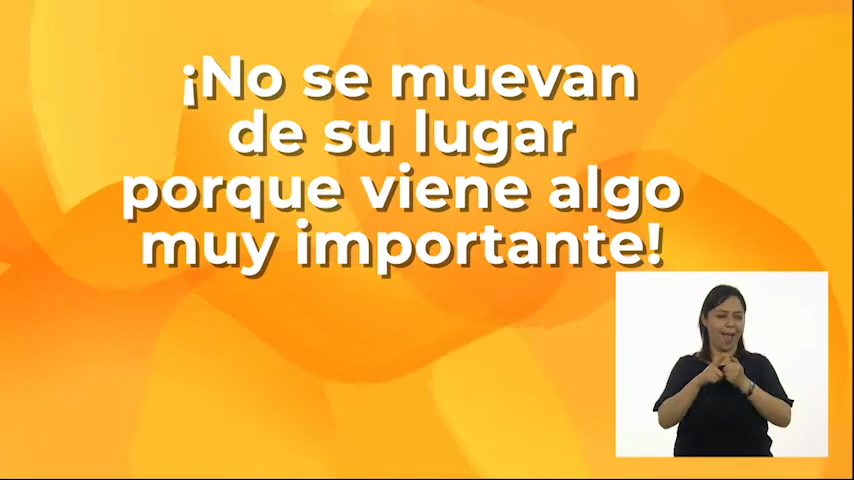 ¡No se muevan
de su lugar
porque viene algo
muy importante!